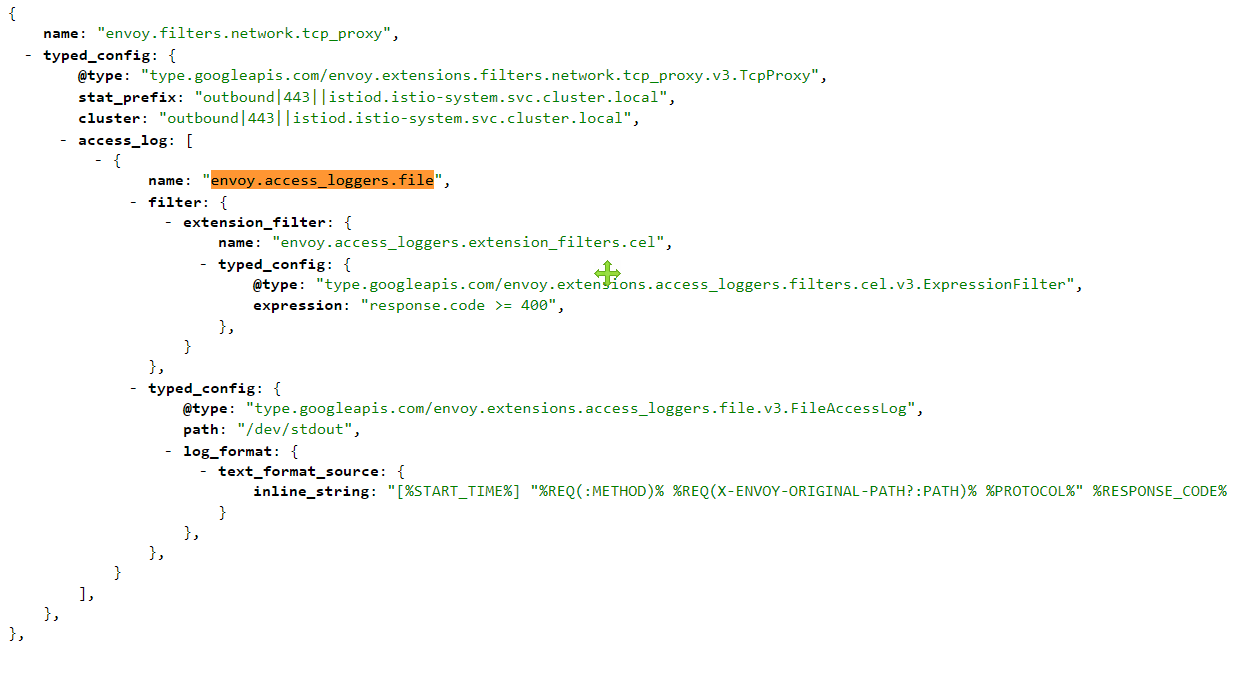 {
name: "envoy.filters.network.tcp_proxy",
- typed_config: {
@type: "type.googleapis.com/envoy.extensions.filters.network.tcp_proxy.v3.TcpProxy",
stat_prefix: "outbound|443||istiod.istio-system.svc.cluster.local",
cluster: "outbound|443||istiod.istio-system.svc.cluster.local",
- access_log: [
- {
name: "envoy.access_loggers.file",
- filter: {
- extension_filter: {
name: "envoy.access_loggers.extension_filters.cel",
- typed_config: {
@type: "type.googleapis.com/envoy.extensions.access_loggers.filters.cel.v3.ExpressionFilter",
expression: "response.code >= 400",
},
}
},
- typed_config: {
@type: "type.googleapis.com/envoy.extensions.access_loggers.file.v3.FileAccessLog",
path: "/dev/stdout",
- log_format: {
- text_format_source: {
inline_string: "[%START_TIME%] "%REQ(:METHOD)% %REQ(X-ENVOY-ORIGINAL-PATH?:PATH)% %PROTOCOL%" %RESPONSE_CODE%
}
},
},
}
],
},
},